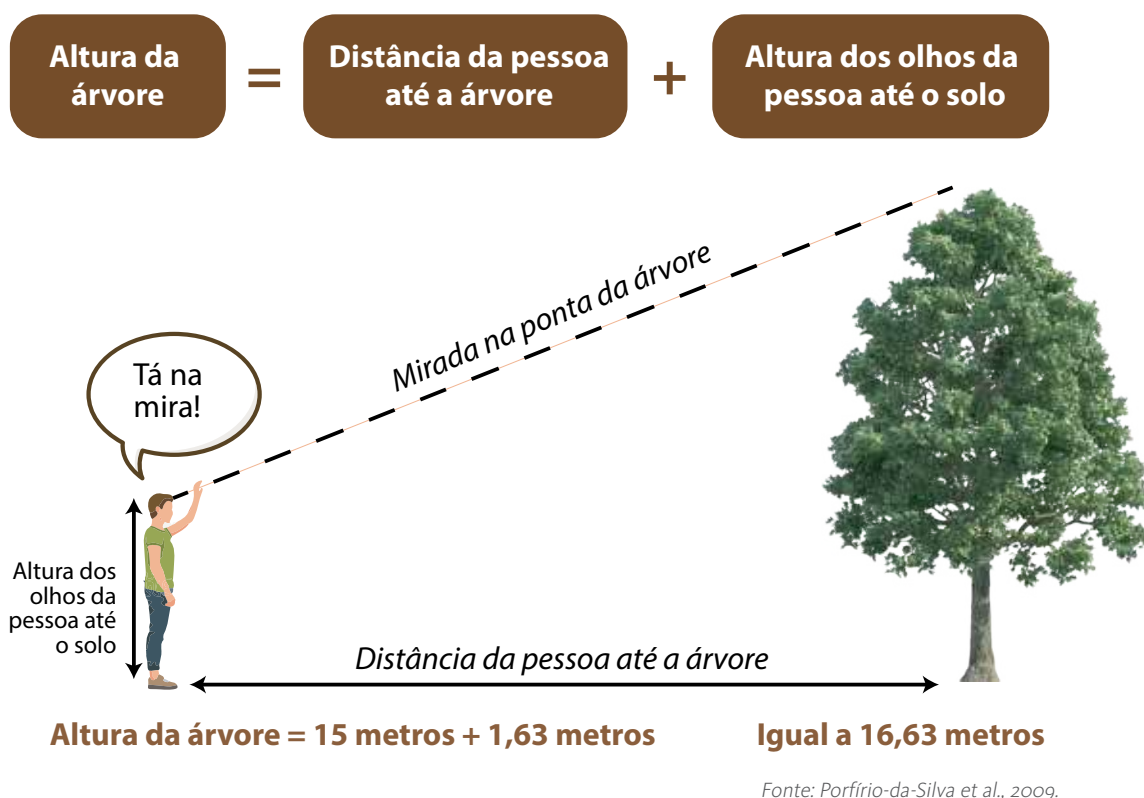 Altura da
árvore
=
Distância da pessoa
até a árvore
+
Altura dos olhos da
pessoa até o solo
Mirada na ponta da árvore
Tá na
mira!
Altura dos
olhos da
pessoa até
o solo
Distância da pessoa até a árvore
Altura da árvore = 15 metros + 1,63 metros
Igual a 16,63 metros
Fonte: Porfírio-da-Silva et al., 2009.